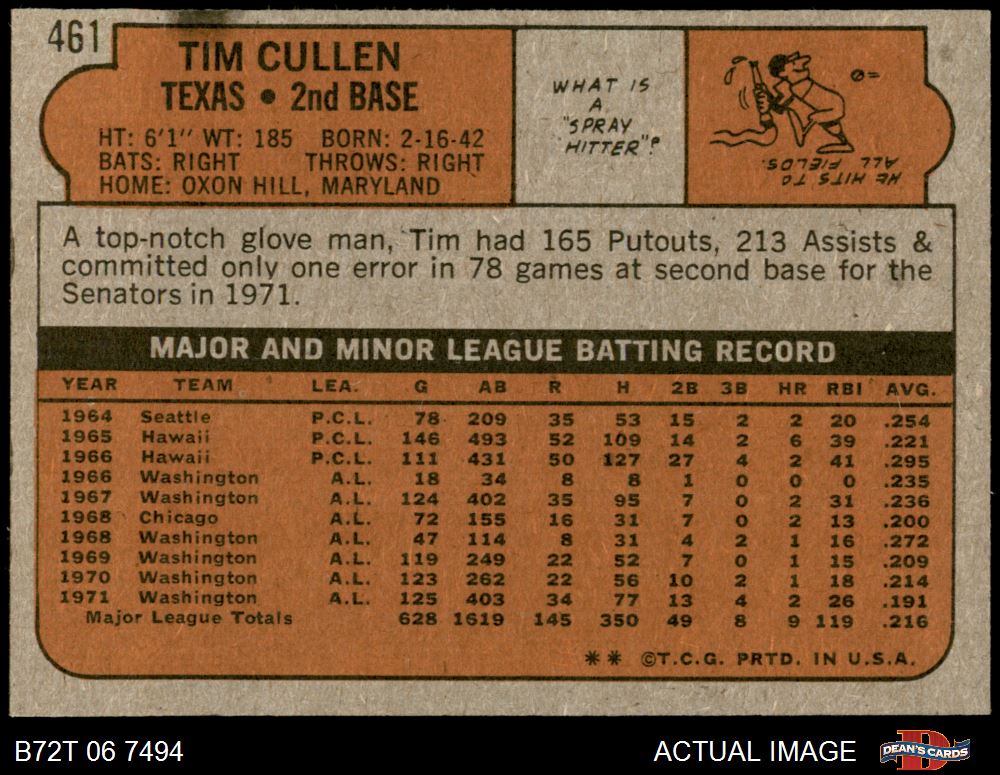 461
TIM CULLEN
TEXAS • 2nd BASE
HT: 6'1" WT: 185 BORN: 2-16-42
BATS: RIGHT THROWS: RIGHT
HOME: OXON HILL, MARYLAND
WHAT IS
A
"SPRAY
HITTER"?
HE HITS TO
ALL FIELDS.
A top-notch glove man, Tim had 165 Putouts, 213 Assists &
committed only one error in 78 games at second base for the
Senators in 1971.
MAJOR AND MINOR LEAGUE BATTING RECORD
YEAR TEAM LEA. G AB R H 2B 3B HR RBI AVG.
1964 Seattle P.C.L. 78 209 35 53 15 2 2 20 .254
1965 Hawaii P.C.L. 146 493 52 109 14 2 6 39 .221
1966 Hawaii P.C.L. 111 431 50 127 27 4 2 41 .295
1966 Washington A.L. 18 34 8 8 1 0 0 0 .235
1967 Washington A.L. 124 402 35 95 7 0 2 31 .236
1968 Chicago A.L. 72 155 16 31 7 0 2 13 .200
1968 Washington A.L. 47 114 8 31 4 2 1 16 .272
1969 Washington A.L. 119 249 22 52 7 0 1 15 .209
1970 Washington A.L. 123 262 22 56 10 2 1 18 .214
1971 Washington A.L. 125 403 34 77 13 4 2 26 .191
Major League Totals 628 1619 145 350 49 8 9 119 .216
** ©T.C.G. PRTD. IN U.S.A.
B72T 06 7494
ACTUAL IMAGE
DEAN'S CARDS